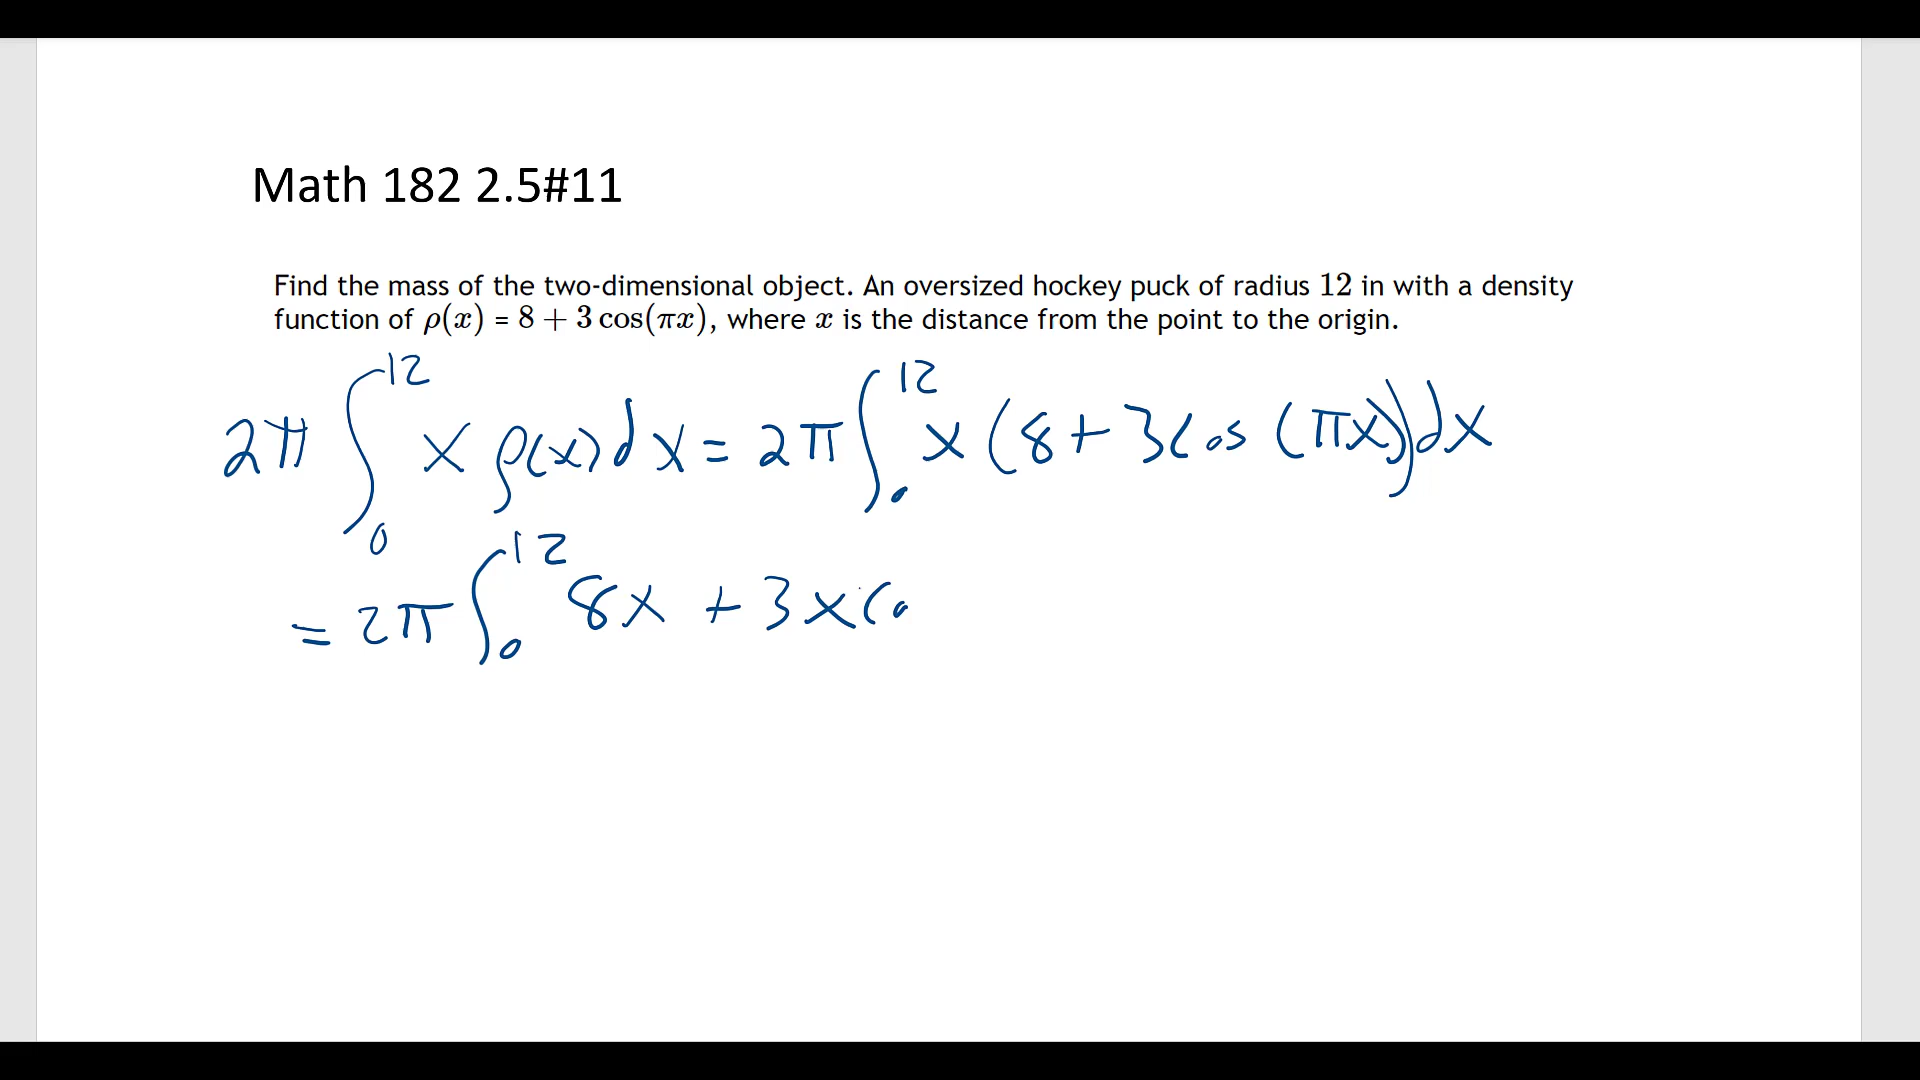 Math 182 2.5#11
Find the mass of the two-dimensional object. An oversized hockey puck of radius 12 in with a density
function of ρ(x) = 8 + 3 cos(πx), where x is the distance from the point to the origin.
2π ∫₀¹² x ρ(x) dx = 2π ∫₀¹² x (8 + 3cos (πx)) dx
= 2π ∫₀¹² 8x + 3x co